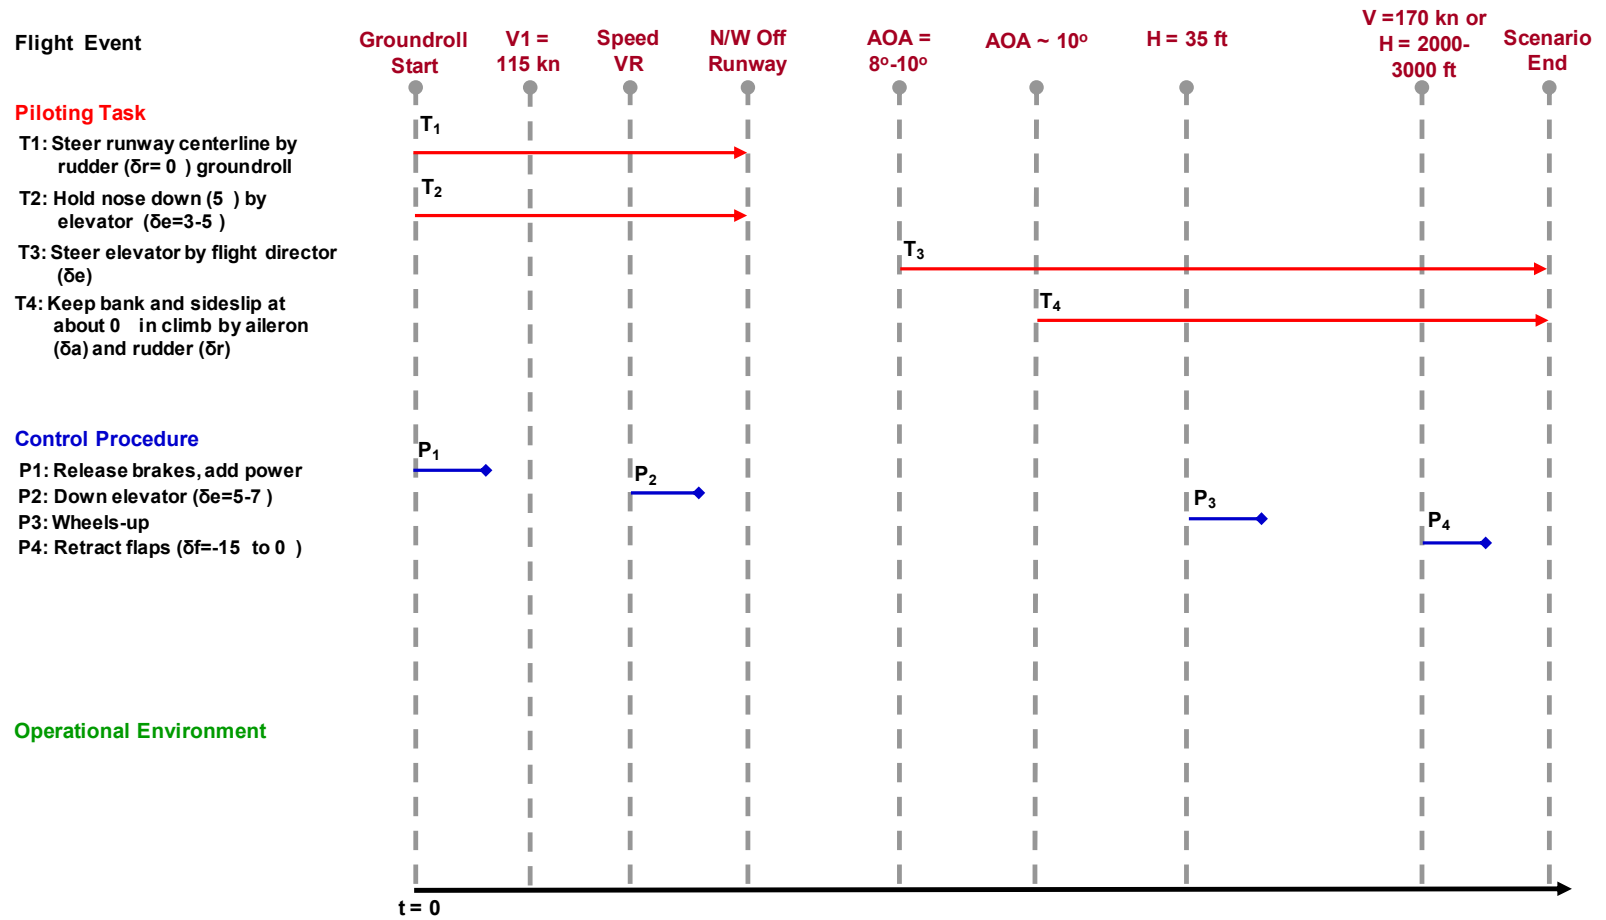 Flight Event
Groundroll
Start
V1 =
115 kn
Speed
VR
N/W Off
Runway
AOA =
8º-10º
AOA ~ 10º
H = 35 ft
V =170 kn or
H = 2000-
3000 ft
Scenario
End
Piloting Task
T1: Steer runway centerline by
rudder (δr= 0 ) groundroll
T2: Hold nose down (5 ) by
elevator (δe=3-5 )
T3: Steer elevator by flight director
(δe)
T4: Keep bank and sideslip at
about 0 in climb by aileron
(δa) and rudder (δr)
T1
T2
T3
T4
Control Procedure
P1: Release brakes, add power
P2: Down elevator (δe=5-7 )
P3: Wheels-up
P4: Retract flaps (δf=-15 to 0 )
P1
P2
P3
P4
Operational Environment
t = 0